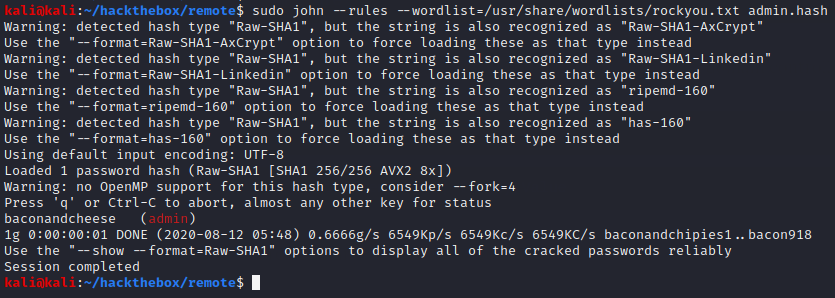 kali@kali:~/hackthebox/remote$ sudo john --rules --wordlist=/usr/share/wordlists/rockyou.txt admin.hash
Warning: detected hash type "Raw-SHA1", but the string is also recognized as "Raw-SHA1-AxCrypt"
Use the "--format=Raw-SHA1-AxCrypt" option to force loading these as that type instead
Warning: detected hash type "Raw-SHA1", but the string is also recognized as "Raw-SHA1-Linkedin"
Use the "--format=Raw-SHA1-Linkedin" option to force loading these as that type instead
Warning: detected hash type "Raw-SHA1", but the string is also recognized as "ripemd-160"
Use the "--format=ripemd-160" option to force loading these as that type instead
Warning: detected hash type "Raw-SHA1", but the string is also recognized as "has-160"
Use the "--format=has-160" option to force loading these as that type instead
Using default input encoding: UTF-8
Loaded 1 password hash (Raw-SHA1 [SHA1 256/256 AVX2 8x])
Warning: no OpenMP support for this hash type, consider --fork=4
Press 'q' or Ctrl-C to abort, almost any other key for status
baconandcheese   (admin)
1g 0:00:00:01 DONE (2020-08-12 05:48) 0.6666g/s 6549Kp/s 6549Kc/s 6549KC/s baconandchipies1..bacon918
Use the "--show --format=Raw-SHA1" options to display all of the cracked passwords reliably
Session completed
kali@kali:~/hackthebox/remote$